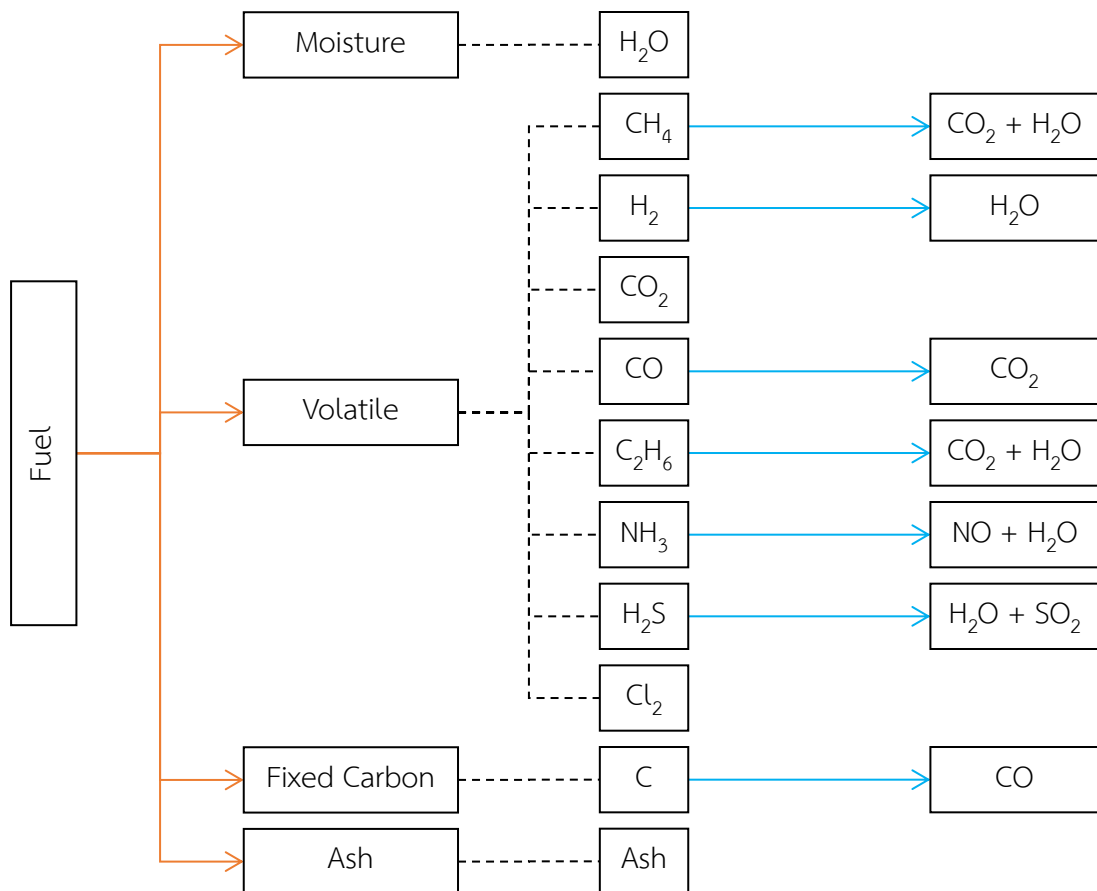 Moisture
H₂O
CH₄
CO₂ + H₂O
H₂
H₂O
CO₂
Fuel
Volatile
CO
CO₂
C₂H₆
CO₂ + H₂O
NH₃
NO + H₂O
H₂S
H₂O + SO₂
Cl₂
Fixed Carbon
C
CO
Ash
Ash